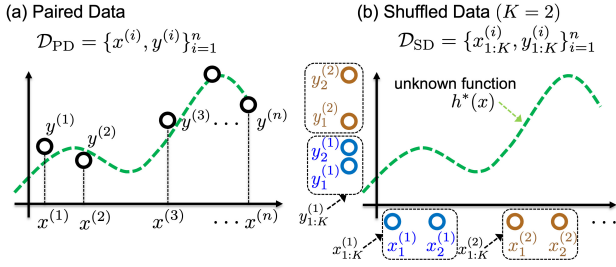 (a) Paired Data
(b) Shuffled Data (K = 2)
𝒟_PD = {x^(i), y^(i)}_{i=1}^n
𝒟_SD = {x_{1:K}^(i), y_{1:K}^(i)}_{i=1}^n
y^(1)
y^(2)
y^(3)
...
y^(n)
x^(1)
x^(2)
x^(3)
...
x^(n)
y_2^(2)
y_1^(2)
y_2^(1)
y_1^(1)
y_{1:K}^(1)
unknown function
h*(x)
x_{1:K}^(1)
x_1^(1)
x_2^(1)
x_{1:K}^(2)
x_1^(2)
x_2^(2)
...